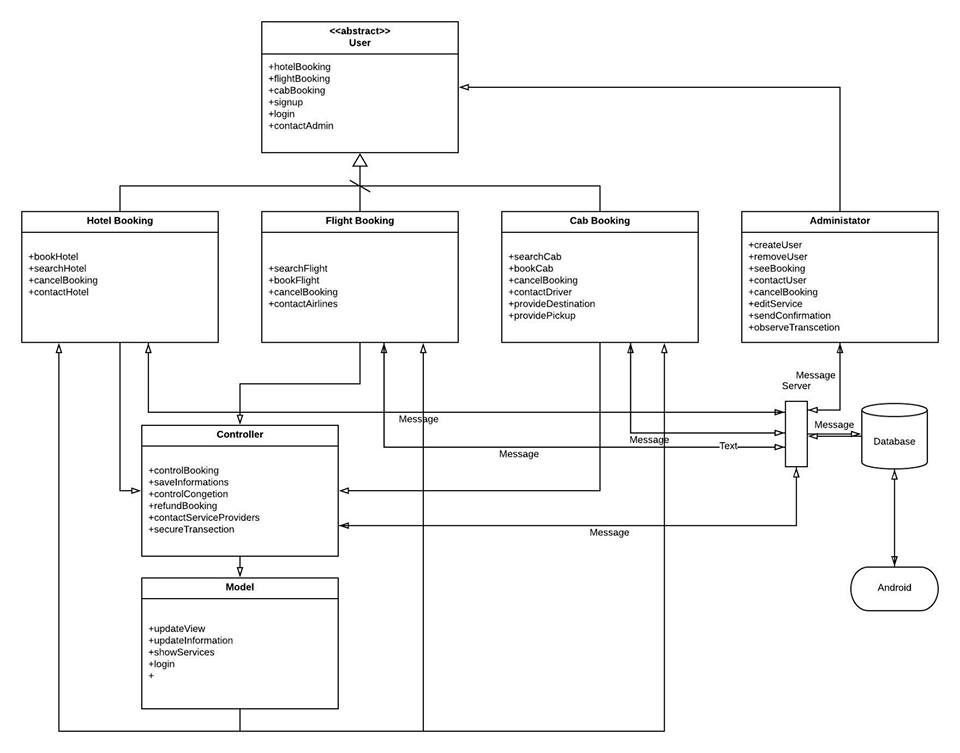 <<abstract>>
User
+hotelBooking
+flightBooking
+cabBooking
+signup
+login
+contactAdmin
Hotel Booking
+bookHotel
+searchHotel
+cancelBooking
+contactHotel
Flight Booking
+searchFlight
+bookFlight
+cancelBooking
+contactAirlines
Cab Booking
+searchCab
+bookCab
+cancelBooking
+contactDriver
+provideDestination
+providePickup
Administator
+createUser
+removeUser
+seeBooking
+contactUser
+cancelBooking
+editService
+sendConfirmation
+observeTranscetion
Message
Server
Message
Message
Message
Text
Message
Database
Controller
+controlBooking
+saveInformations
+controlCongetion
+refundBooking
+contactServiceProviders
+secureTransection
Message
Android
Model
+updateView
+updateInformation
+showServices
+login
+